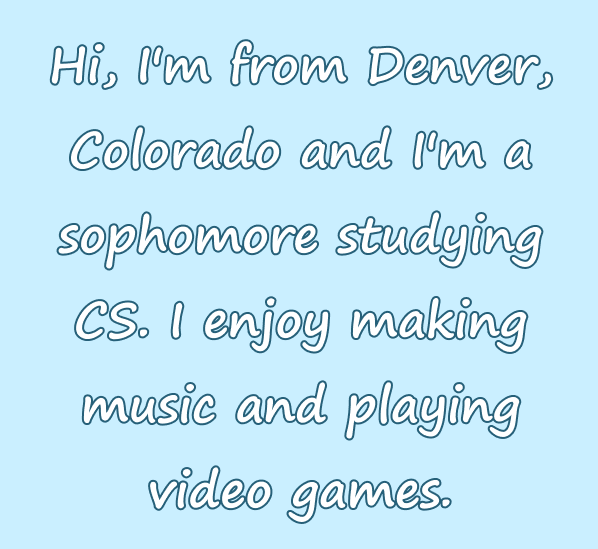 Hi, I'm from Denver,
Colorado and I'm a
sophomore studying
CS. I enjoy making
music and playing
video games.